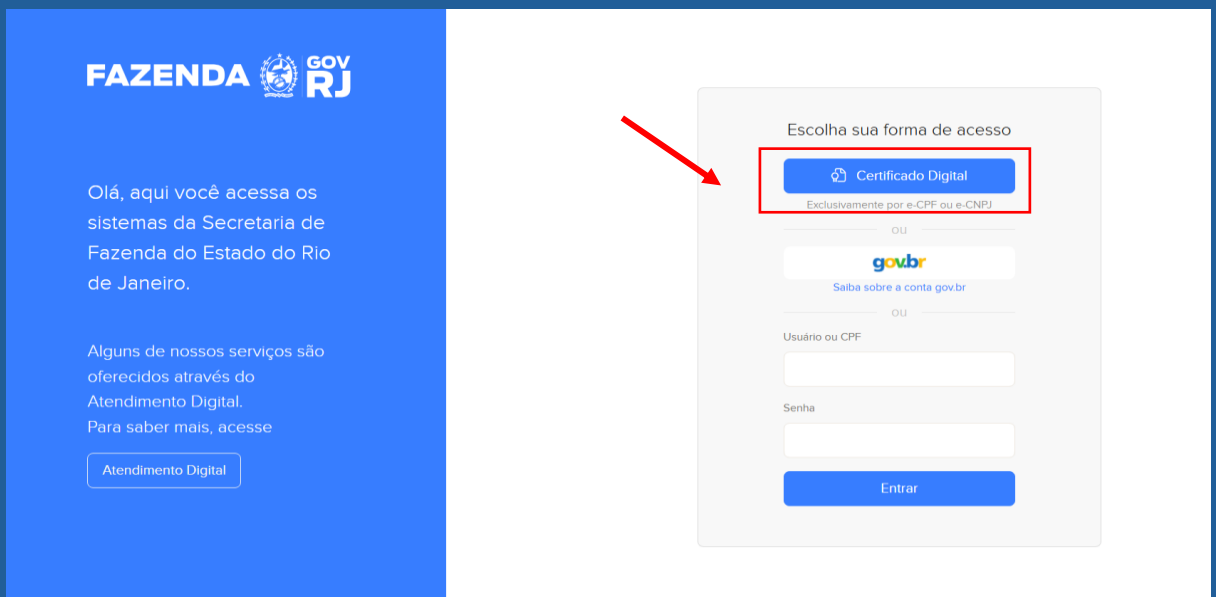 FAZENDA GOV RJ
Olá, aqui você acessa os
sistemas da Secretaria de
Fazenda do Estado do Rio
de Janeiro.
Alguns de nossos serviços são
oferecidos através do
Atendimento Digital.
Para saber mais, acesse
Atendimento Digital
Escolha sua forma de acesso
Certificado Digital
Exclusivamente por e-CPF ou e-CNPJ
ou
gov.br
Saiba sobre a conta gov.br
ou
Usuário ou CPF
Senha
Entrar